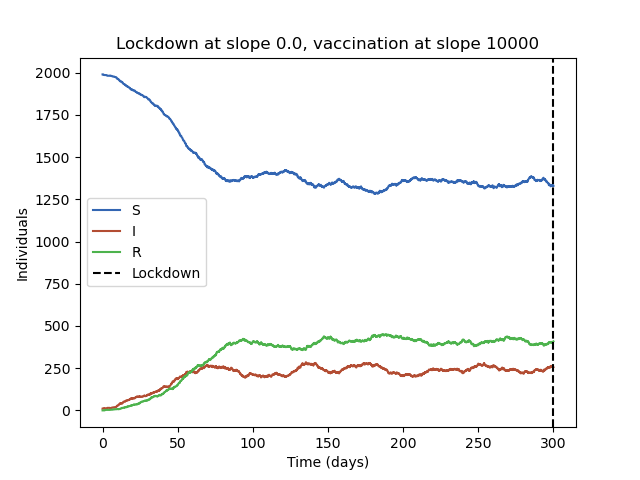 Lockdown at slope 0.0, vaccination at slope 10000
2000
1750
1500
1250
1000
750
500
250
0
Individuals
S
I
R
Lockdown
0 50 100 150 200 250 300
Time (days)